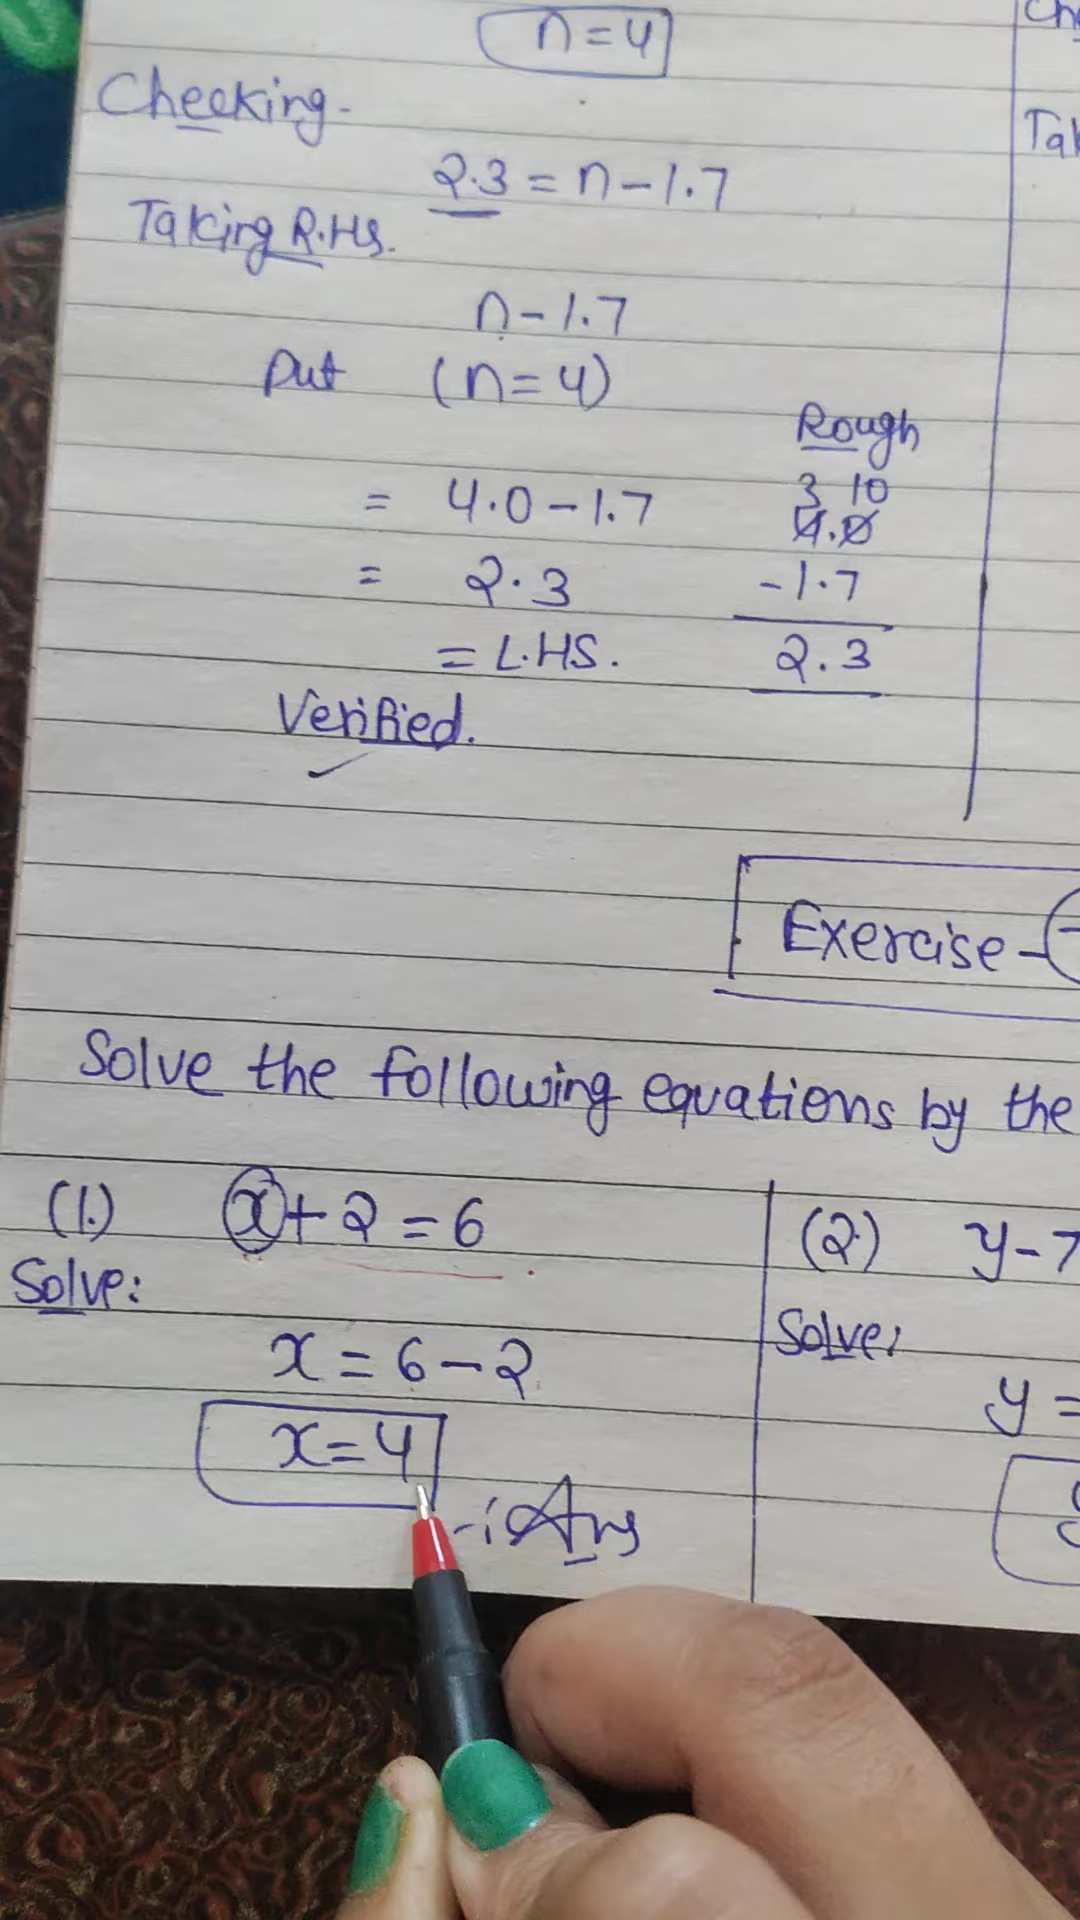 n = 4
Checking-
2.3 = n - 1.7
Taking R.HS.
n - 1.7
Put (n = 4)
= 4.0 - 1.7
= 2.3
= L.HS.
Verified.
Rough
3 10
4.0
-1.7
2.3
Exercise-
Solve the following equations by the
(1.) x + 2 = 6
Solve:
x = 6 - 2
x = 4
Ans
(2.) y - 7
Solve:
y =